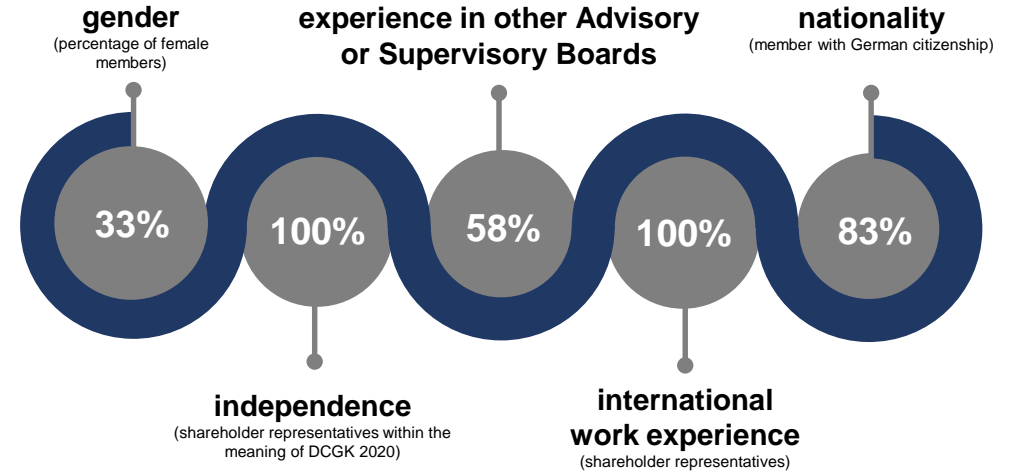 gender
(percentage of female
members)
experience in other Advisory
or Supervisory Boards
nationality
(member with German citizenship)
33%
100%
58%
100%
83%
independence
(shareholder representatives within the
meaning of DCGK 2020)
international
work experience
(shareholder representatives)